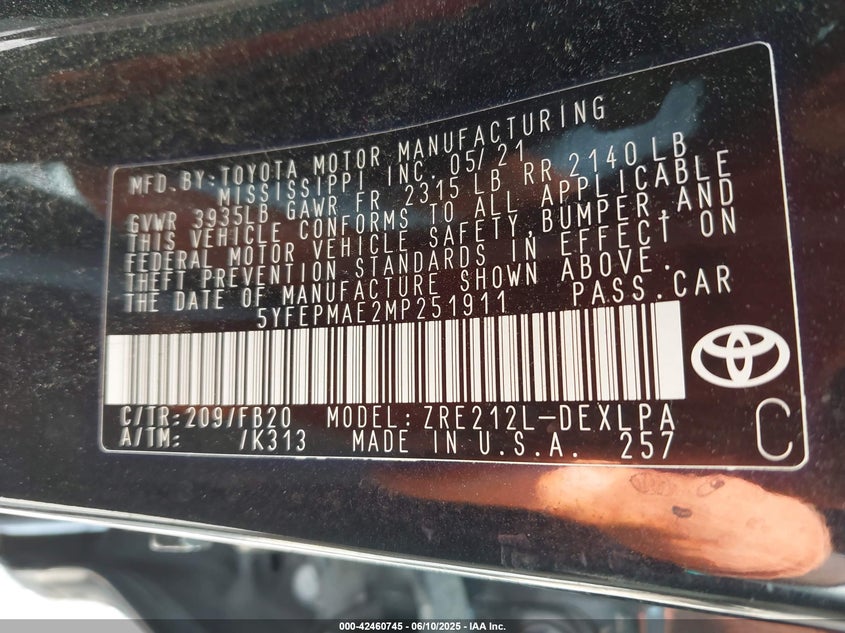 MFD.BY:TOYOTA MOTOR MANUFACTURING
MISSISSIPPI INC. 05/21
GVWR 3935LB GAWR FR 2315 LB RR 2140LB
THIS VEHICLE CONFORMS TO ALL APPLICABLE
FEDERAL MOTOR VEHICLE SAFETY,BUMPER,AND
THEFT PREVENTION STANDARDS IN EFFECT ON
THE DATE OF MANUFACTURE SHOWN ABOVE.
5YFEPMAE2MP251911 PASS.CAR
C/TR:209/FB20 MODEL:ZRE212L-DEXLPA
A/TM: /K313 MADE IN U.S.A. 257
C
000-42460745 - 06/10/2025 - IAA Inc.